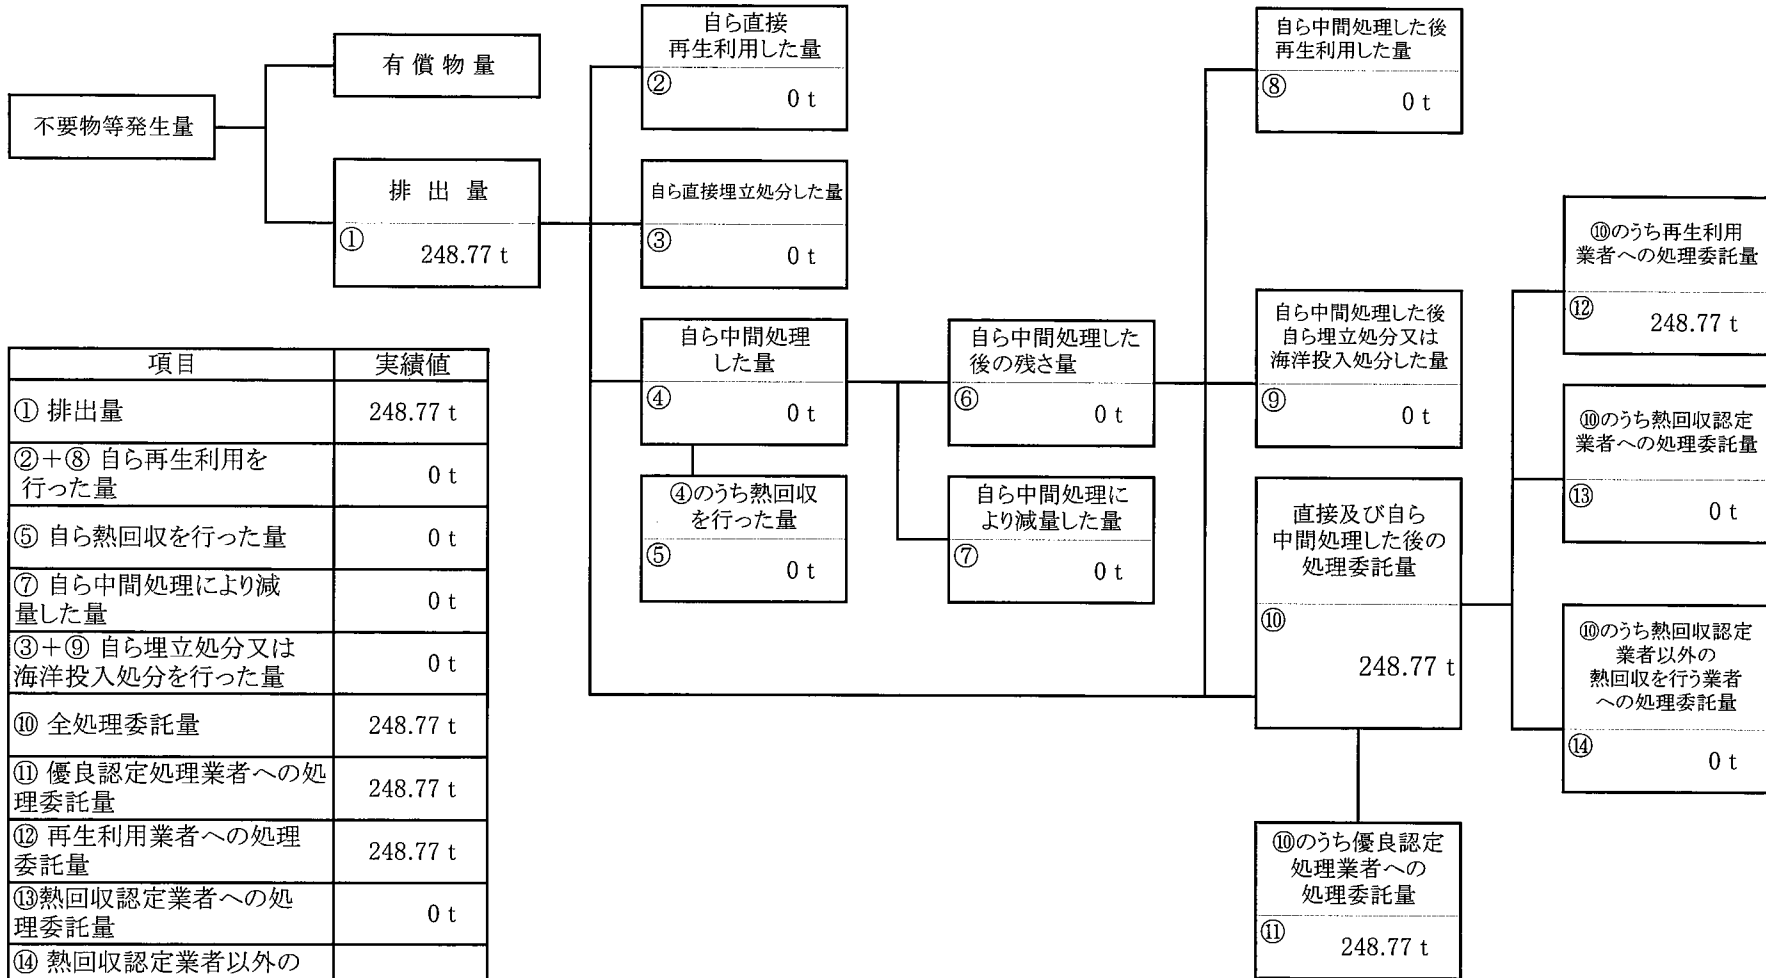 不要物等発生量
有償物量
排出量
①
248.77 t
自ら直接
再生利用した量
②
0 t
自ら直接埋立処分した量
③
0 t
自ら中間処理
した量
④
0 t
④のうち熱回収
を行った量
⑤
0 t
自ら中間処理した
後の残さ量
⑥
0 t
自ら中間処理に
より減量した量
⑦
0 t
自ら中間処理した後
再生利用した量
⑧
0 t
自ら中間処理した後
自ら埋立処分又は
海洋投入処分した量
⑨
0 t
直接及び自ら
中間処理した後の
処理委託量
⑩
248.77 t
⑩のうち優良認定
処理業者への
処理委託量
⑪
248.77 t
⑩のうち再生利用
業者への処理委託量
⑫
248.77 t
⑩のうち熱回収認定
業者への処理委託量
⑬
0 t
⑩のうち熱回収認定
業者以外の
熱回収を行う業者
への処理委託量
⑭
0 t
項目 実績値
① 排出量 248.77 t
②+⑧ 自ら再生利用を
行った量 0 t
⑤ 自ら熱回収を行った量 0 t
⑦ 自ら中間処理により減
量した量 0 t
③+⑨ 自ら埋立処分又は
海洋投入処分を行った量 0 t
⑩ 全処理委託量 248.77 t
⑪ 優良認定処理業者への処
理委託量 248.77 t
⑫ 再生利用業者への処理
委託量 248.77 t
⑬熱回収認定業者への処
理委託量 0 t
⑭ 熱回収認定業者以外の